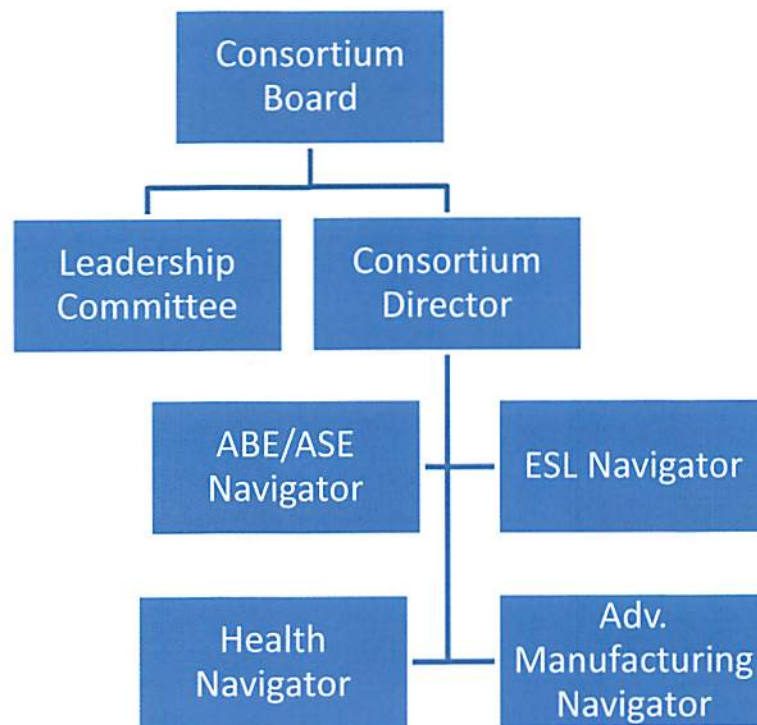 Consortium
Board
Leadership
Committee
Consortium
Director
ABE/ASE
Navigator
ESL Navigator
Health
Navigator
Adv.
Manufacturing
Navigator